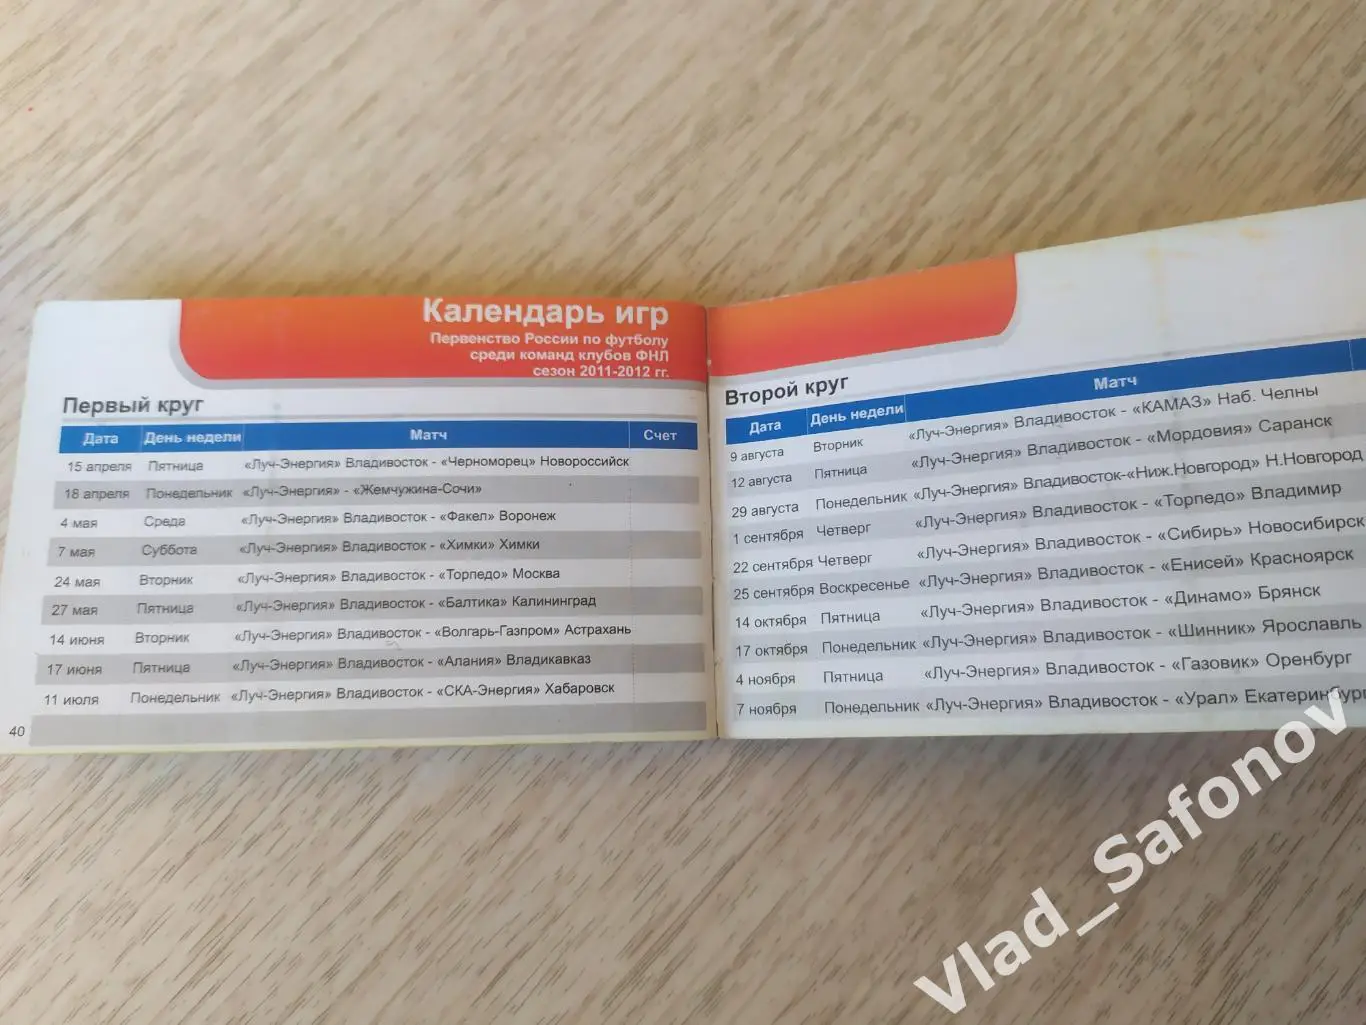 Календарь игр
Первенство России по футболу
среди команд клубов ФНЛ
сезон 2011-2012 гг.
Первый круг
Дата День недели Матч Счет
15 апреля Пятница «Луч-Энергия» Владивосток - «Черноморец» Новороссийск
18 апреля Понедельник «Луч-Энергия» - «Жемчужина-Сочи»
4 мая Среда «Луч-Энергия» Владивосток - «Факел» Воронеж
7 мая Суббота «Луч-Энергия» Владивосток - «Химки» Химки
24 мая Вторник «Луч-Энергия» Владивосток - «Торпедо» Москва
27 мая Пятница «Луч-Энергия» Владивосток - «Балтика» Калининград
14 июня Вторник «Луч-Энергия» Владивосток - «Волгарь-Газпром» Астрахань
17 июня Пятница «Луч-Энергия» Владивосток - «Алания» Владикавказ
11 июля Понедельник «Луч-Энергия» Владивосток - «СКА-Энергия» Хабаровск
40
Второй круг
Дата День недели Матч
9 августа Вторник «Луч-Энергия» Владивосток - «КАМАЗ» Наб. Челны
12 августа Пятница «Луч-Энергия» Владивосток - «Мордовия» Саранск
29 августа Понедельник «Луч-Энергия» Владивосток-«Ниж.Новгород» Н.Новгород
1 сентября Четверг «Луч-Энергия» Владивосток - «Торпедо» Владимир
22 сентября Четверг «Луч-Энергия» Владивосток - «Сибирь» Новосибирск
25 сентября Воскресенье «Луч-Энергия» Владивосток - «Енисей» Красноярск
14 октября Пятница «Луч-Энергия» Владивосток - «Динамо» Брянск
17 октября Понедельник «Луч-Энергия» Владивосток - «Шинник» Ярославль
4 ноября Пятница «Луч-Энергия» Владивосток - «Газовик» Оренбург
7 ноября Понедельник «Луч-Энергия» Владивосток - «Урал» Екатеринбург
Vlad_Safonov